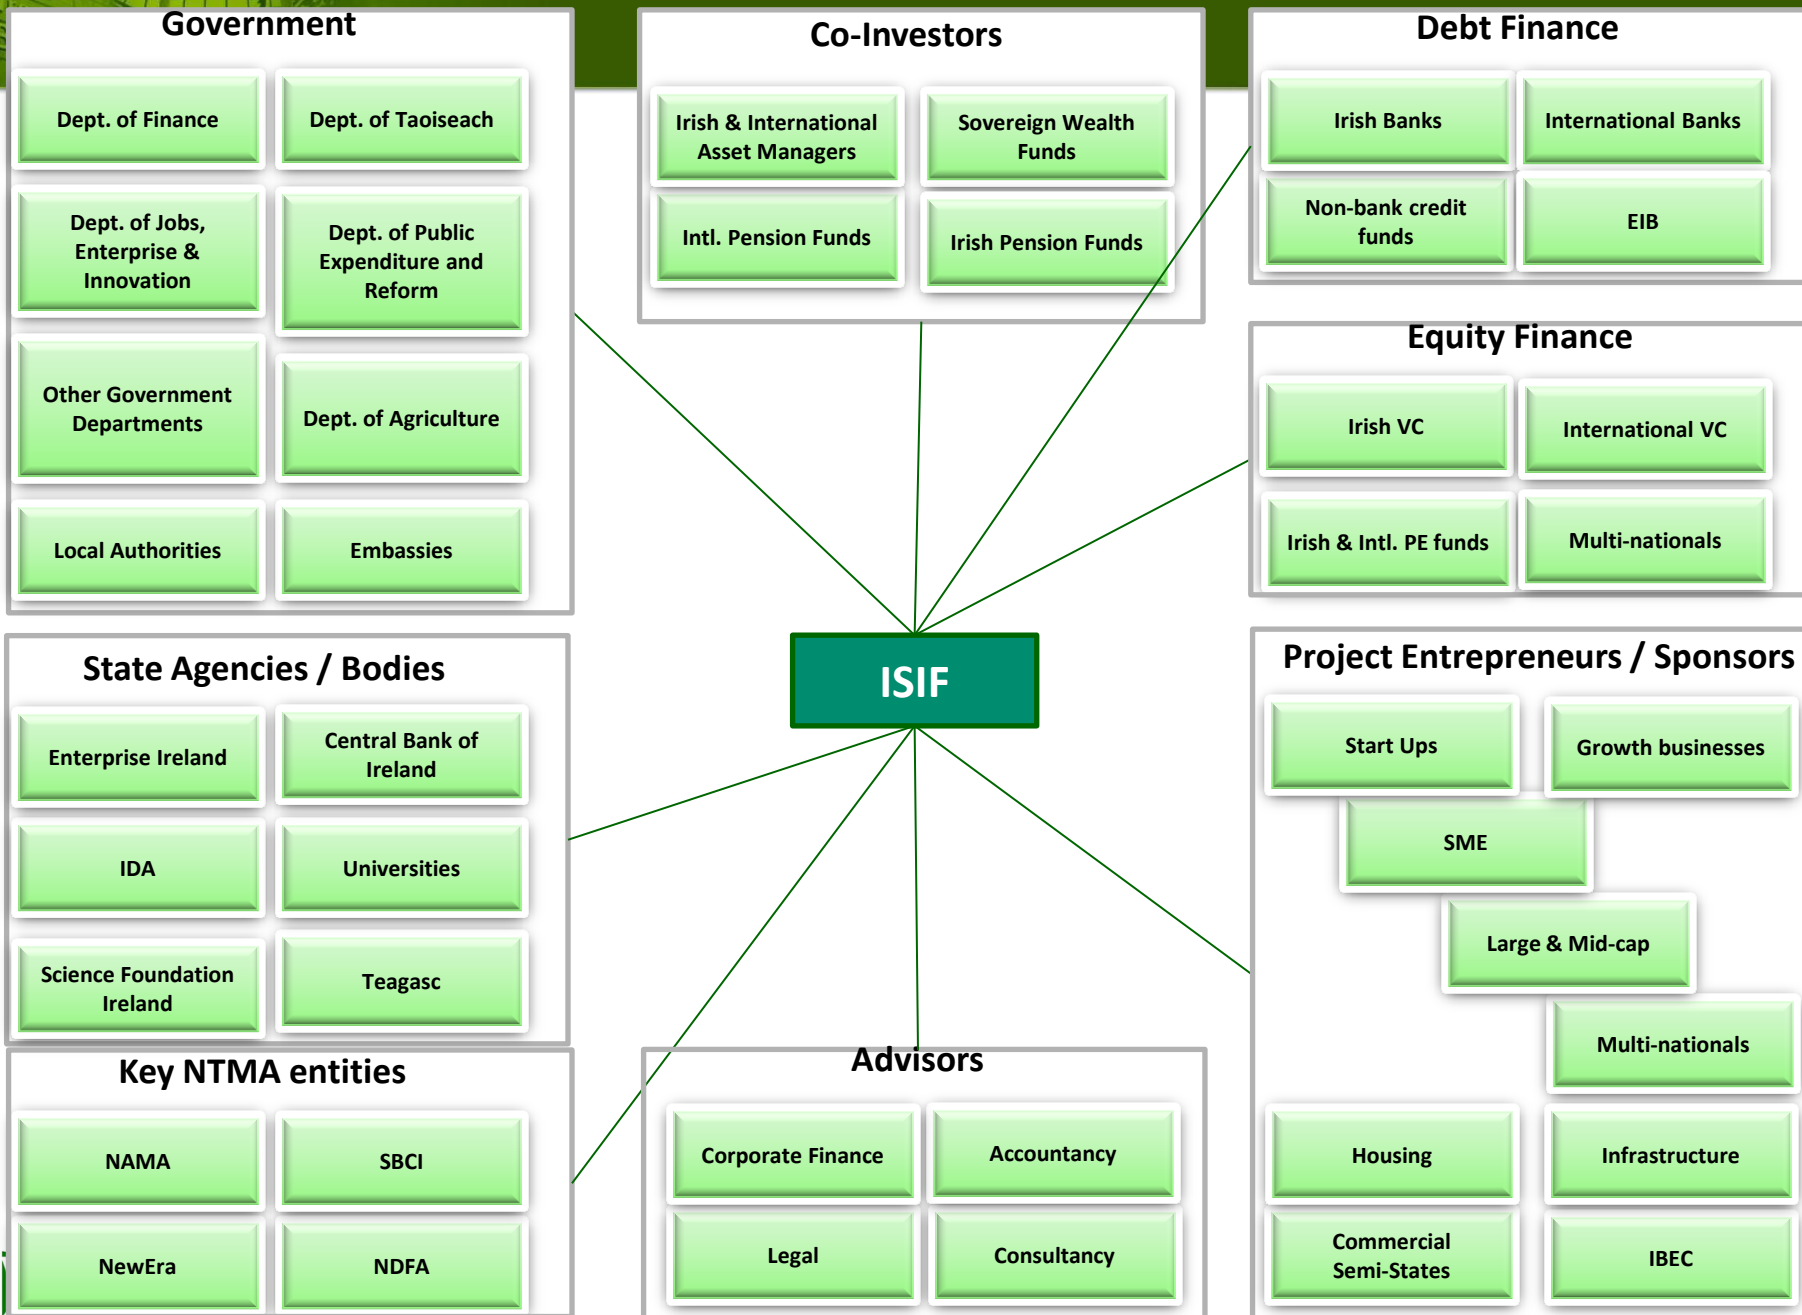 Government
Dept. of Finance
Dept. of Taoiseach
Dept. of Jobs,
Enterprise &
Innovation
Dept. of Public
Expenditure and
Reform
Other Government
Departments
Dept. of Agriculture
Local Authorities
Embassies
Co-Investors
Irish & International
Asset Managers
Sovereign Wealth
Funds
Intl. Pension Funds
Irish Pension Funds
Debt Finance
Irish Banks
International Banks
Non-bank credit
funds
EIB
Equity Finance
Irish VC
International VC
Irish & Intl. PE funds
Multi-nationals
ISIF
State Agencies / Bodies
Enterprise Ireland
Central Bank of
Ireland
IDA
Universities
Science Foundation
Ireland
Teagasc
Project Entrepreneurs / Sponsors
Start Ups
Growth businesses
SME
Large & Mid-cap
Multi-nationals
Housing
Infrastructure
Commercial
Semi-States
IBEC
Key NTMA entities
NAMA
SBCI
NewEra
NDFA
Advisors
Corporate Finance
Accountancy
Legal
Consultancy